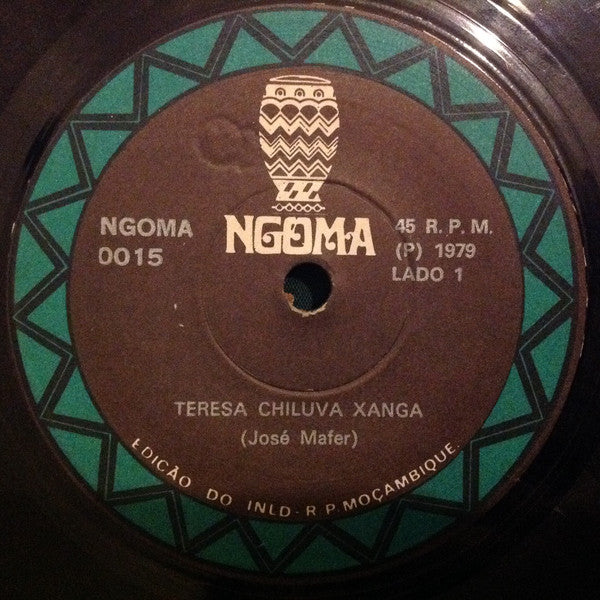 NGOMA
NGOMA
0015
45 R. P. M.
(P) 1979
LADO 1
TERESA CHILUVA XANGA
(José Mafer)
EDIÇÃO DO INLD - R P. MOÇAMBIQUE.